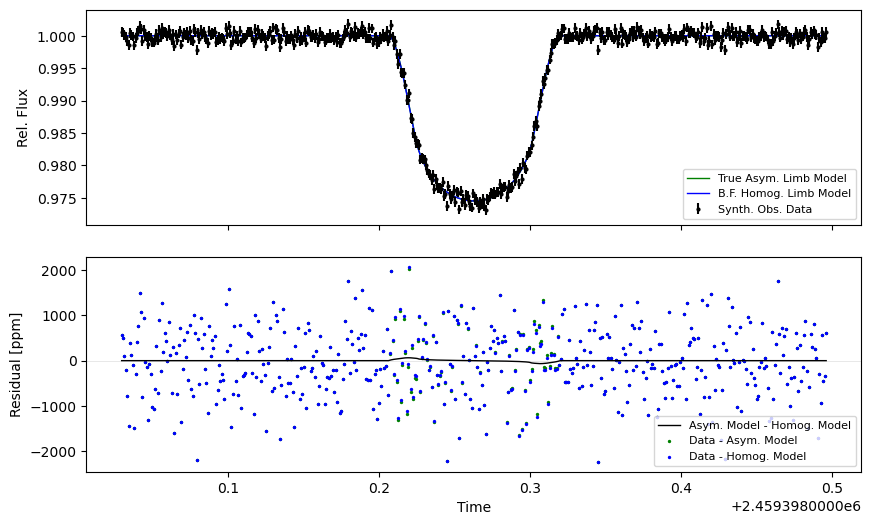 1.000
0.995
0.990
0.985
0.980
0.975
Rel. Flux
True Asym. Limb Model
B.F. Homog. Limb Model
Synth. Obs. Data
2000
1000
0
−1000
−2000
Residual [ppm]
Asym. Model - Homog. Model
Data - Asym. Model
Data - Homog. Model
0.1 0.2 0.3 0.4 0.5
Time
+2.4593980000e6